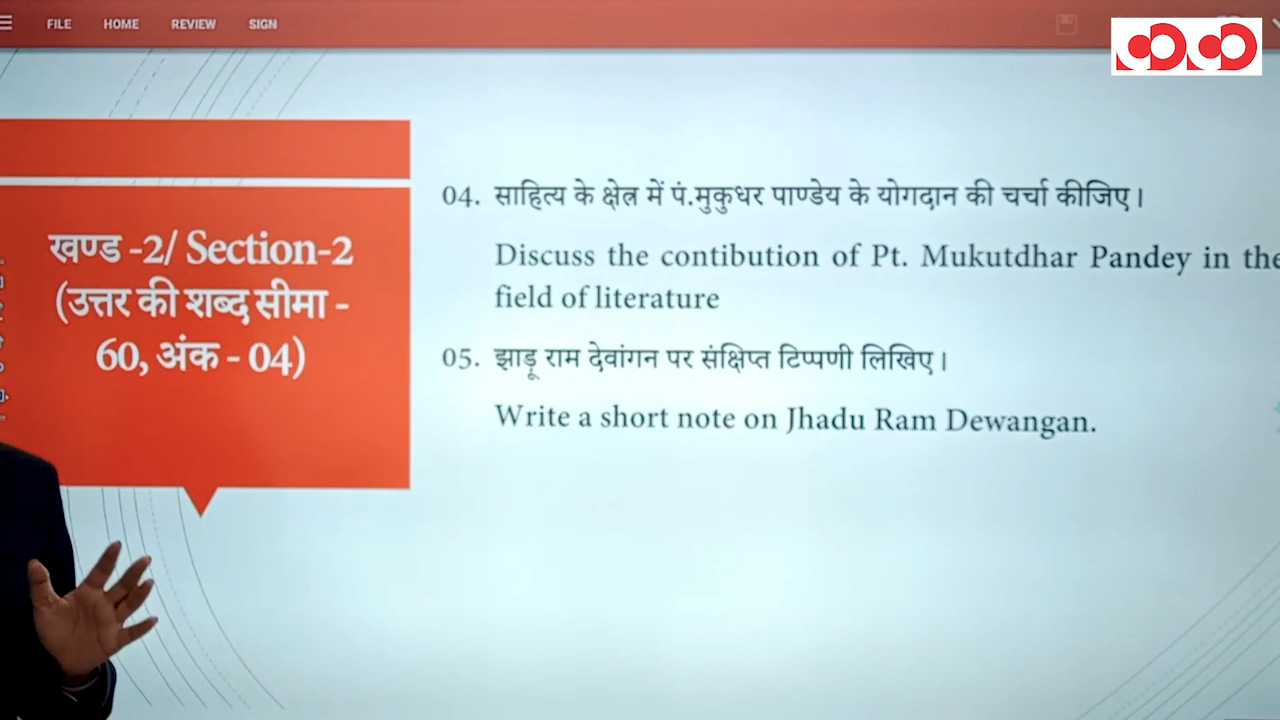 FILE HOME REVIEW SIGN
खण्ड -2/ Section-2
(उत्तर की शब्द सीमा -
60, अंक - 04)
04. साहित्य के क्षेत्र में पं.मुकुधर पाण्डेय के योगदान की चर्चा कीजिए।
Discuss the contibution of Pt. Mukutdhar Pandey in the
field of literature
05. झाड़ू राम देवांगन पर संक्षिप्त टिप्पणी लिखिए।
Write a short note on Jhadu Ram Dewangan.